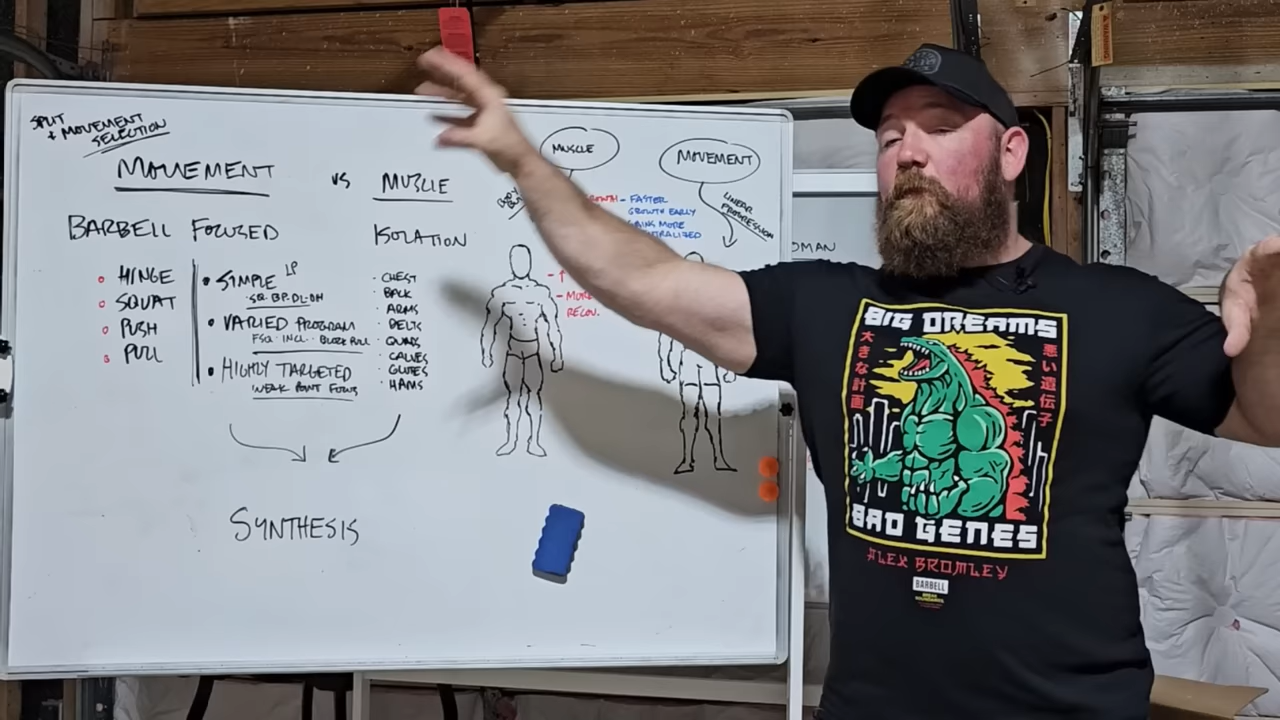 SPLIT
+ MOVEMENT
SELECTION
MOVEMENT
VS
MUSCLE
BARBELL FOCUSED
ISOLATION
HINGE
SQUAT
PUSH
PULL
SIMPLE LP
SQ. BP. DL. OH
VARIED PROGRAM
FSQ. INCL. BLOCK PULL
HIGHLY TARGETED
WEAK POINT FOCUS
CHEST
BACK
ARMS
DELTS
QUADS
CALVES
GLUTES
HAMS
SYNTHESIS
MUSCLE
FASTER
GROWTH EARLY
MORE
RECOV.
MOVEMENT
LINEAR
PROGRESSION
BIG DREAMS
大きな計画
悪い遺伝子
BAD GENES
ALEX BROMLEY
BARBELL